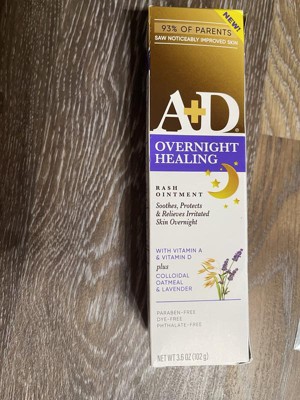 NEW!
93% OF PARENTS
SAW NOTICEABLY IMPROVED SKIN
A+D®
OVERNIGHT
HEALING
RASH
OINTMENT
Soothes, Protects
& Relieves Irritated
Skin Overnight
WITH VITAMIN A
& VITAMIN D
plus
COLLOIDAL
OATMEAL
& LAVENDER
PARABEN-FREE
DYE-FREE
PHTHALATE-FREE
NET WT 3.6 OZ (102 g)